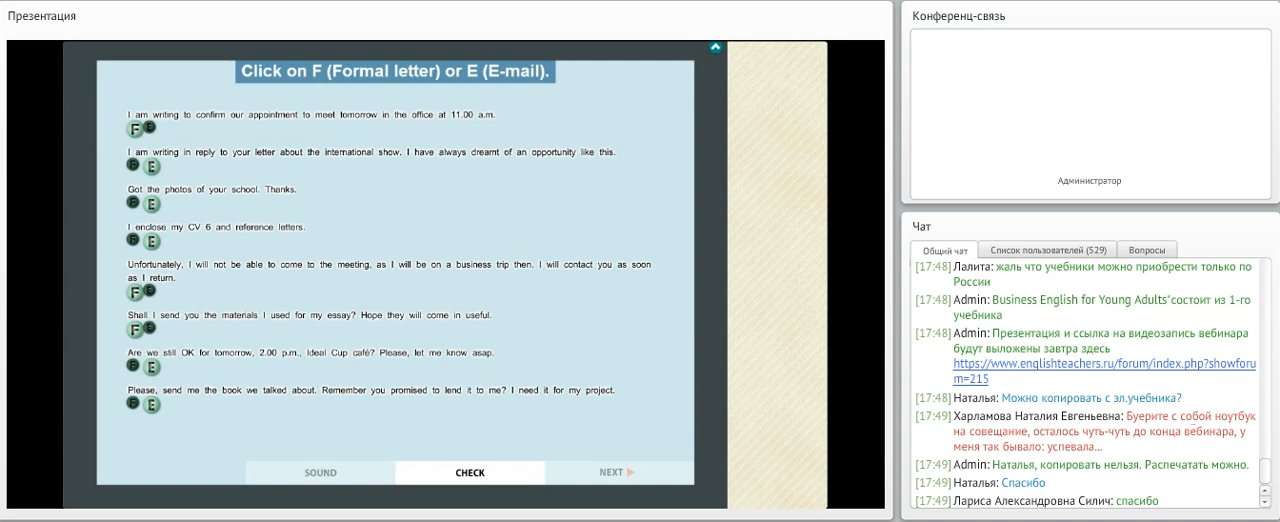 Презентация
Click on F (Formal letter) or E (E-mail).
I am writing to confirm our appointment to meet tomorrow in the office at 11.00 a.m.
F E
I am writing in reply to your letter about the international show. I have always dreamt of an opportunity like this.
F E
Got the photos of your school. Thanks.
F E
I enclose my CV 6 and reference letters.
F E
Unfortunately, I will not be able to come to the meeting, as I will be on a business trip then. I will contact you as soon
as I return.
F E
Shall I send you the materials I used for my essay? Hope they will come in useful.
F E
Are we still OK for tomorrow, 2.00 p.m., Ideal Cup café? Please, let me know asap.
F E
Please, send me the book we talked about. Remember you promised to lend it to me? I need it for my project.
F E
SOUND CHECK NEXT
Конференц-связь
Администратор
Чат
Общий чат Список пользователей (529) Вопросы
[17:48] Лалита: жаль что учебники можно приобрести только по
России
[17:48] Admin: Business English for Young Adults"состоит из 1-го
учебника
[17:48] Admin: Презентация и ссылка на видеозапись вебинара
будут выложены завтра здесь
https://www.englishteachers.ru/forum/index.php?showforu
m=215
[17:48] Наталья: Можно копировать с эл.учебника?
[17:49] Харламова Наталия Евгеньевна: Буерите с собой ноутбук
на совещание, осталось чуть-чуть до конца вебинара, у
меня так бывало: успевала...
[17:49] Admin: Наталья, копировать нельзя. Распечатать можно.
[17:49] Наталья: Спасибо
[17:49] Лариса Александровна Силич: спасибо